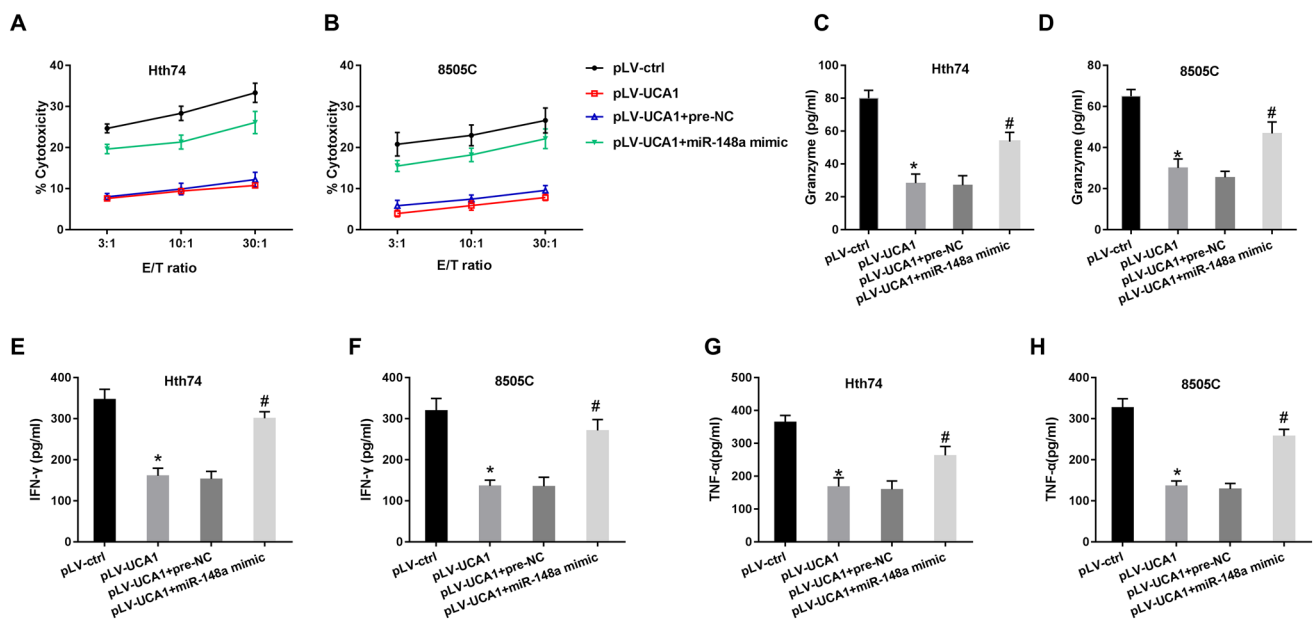 A
Hth74
% Cytotoxicity
40
30
20
10
0
3:1
10:1
30:1
E/T ratio
B
8505C
% Cytotoxicity
40
30
20
10
0
3:1
10:1
30:1
E/T ratio
pLV-ctrl
pLV-UCA1
pLV-UCA1+pre-NC
pLV-UCA1+miR-148a mimic
C
Hth74
Granzyme (pg/ml)
100
80
60
40
20
0
*
#
pLV-ctrl
pLV-UCA1
pLV-UCA1+pre-NC
pLV-UCA1+miR-148a mimic
D
8505C
Granzyme (pg/ml)
80
60
40
20
0
*
#
pLV-ctrl
pLV-UCA1
pLV-UCA1+pre-NC
pLV-UCA1+miR-148a mimic
E
Hth74
IFN-γ (pg/ml)
400
300
200
100
0
*
#
pLV-ctrl
pLV-UCA1
pLV-UCA1+pre-NC
pLV-UCA1+miR-148a mimic
F
8505C
IFN-γ (pg/ml)
400
300
200
100
0
*
#
pLV-ctrl
pLV-UCA1
pLV-UCA1+pre-NC
pLV-UCA1+miR-148a mimic
G
Hth74
TNF-α(pg/ml)
500
400
300
200
100
0
*
#
pLV-ctrl
pLV-UCA1
pLV-UCA1+pre-NC
pLV-UCA1+miR-148a mimic
H
8505C
TNF-α(pg/ml)
400
300
200
100
0
*
#
pLV-ctrl
pLV-UCA1
pLV-UCA1+pre-NC
pLV-UCA1+miR-148a mimic